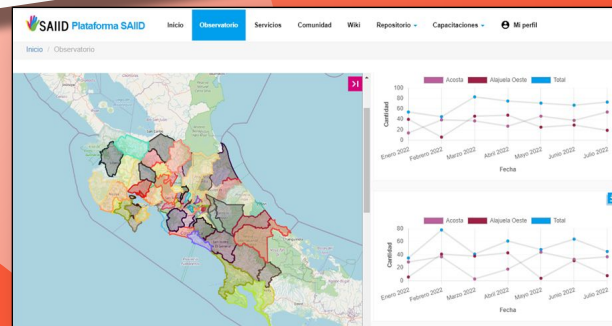 SAIID Plataforma SAIID
Inicio
Observatorio
Servicios
Comunidad
Wiki
Repositorio
Capacitaciones
Mi perfil
Inicio / Observatorio
Acosta
Alajuela Oeste
Total
Cantidad
100
80
60
40
20
0
Enero 2022
Febrero 2022
Marzo 2022
Abril 2022
Mayo 2022
Junio 2022
Julio 2022
Fecha
Acosta
Alajuela Oeste
Total
Cantidad
80
60
40
20
0
Enero 2022
Febrero 2022
Marzo 2022
Abril 2022
Mayo 2022
Junio 2022
Julio 2022
Fecha